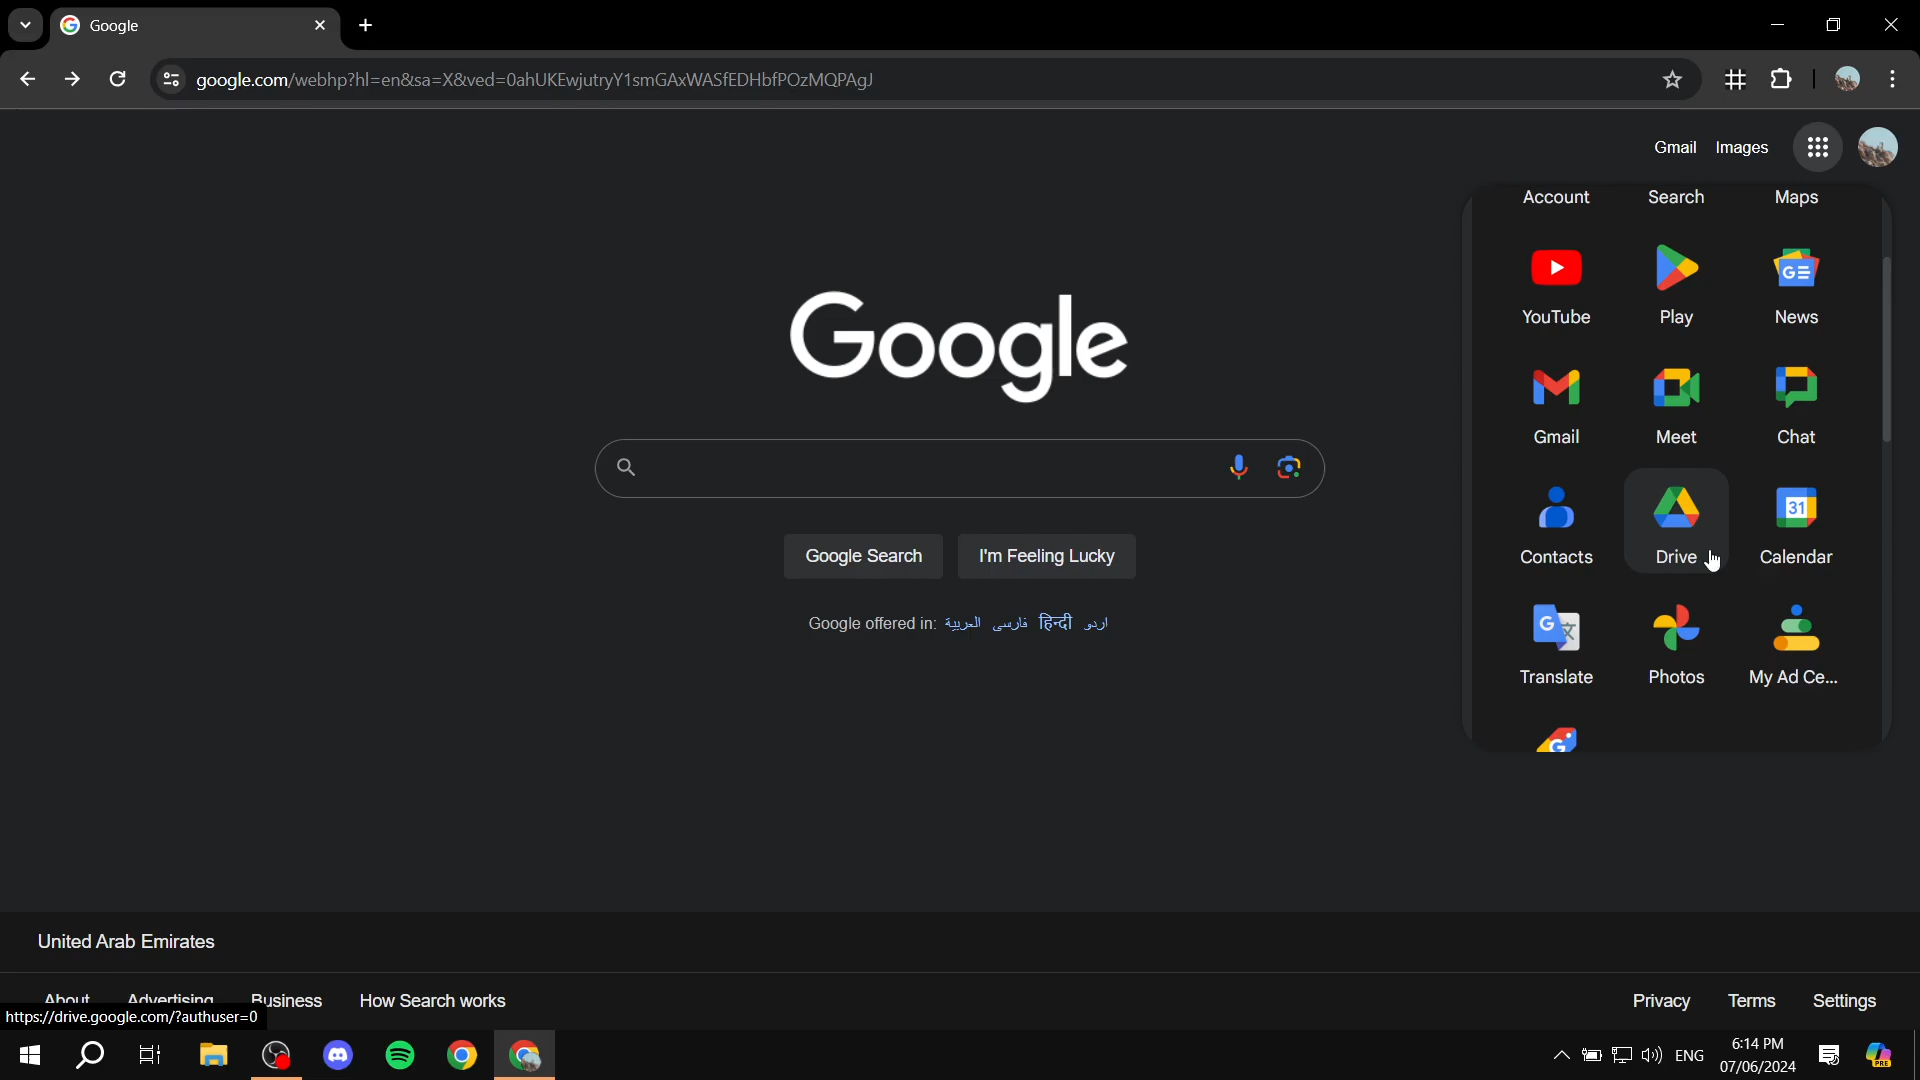 Google
google.com/webhp?hl=en&sa=X&ved=0ahUKEwjutryY1smGAxWASfEDHbfPOzMQPAgJ
Gmail Images
Account Search Maps
YouTube Play News
Gmail Meet Chat
31
Contacts Drive Calendar
Translate Photos My Ad Ce...
Google
Google Search I'm Feeling Lucky
Google offered in: العربية فارسی हिन्दी اردو
United Arab Emirates
About Advertising Business How Search works
Privacy Terms Settings
https://drive.google.com/?authuser=0
ENG
6:14 PM
07/06/2024
PRE